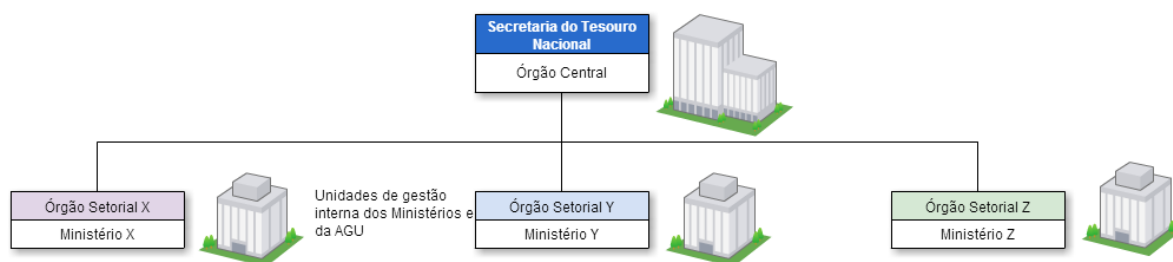 Secretaria do Tesouro
Nacional
Órgão Central
Órgão Setorial X
Ministério X
Unidades de gestão
interna dos Ministérios e
da AGU
Órgão Setorial Y
Ministério Y
Órgão Setorial Z
Ministério Z